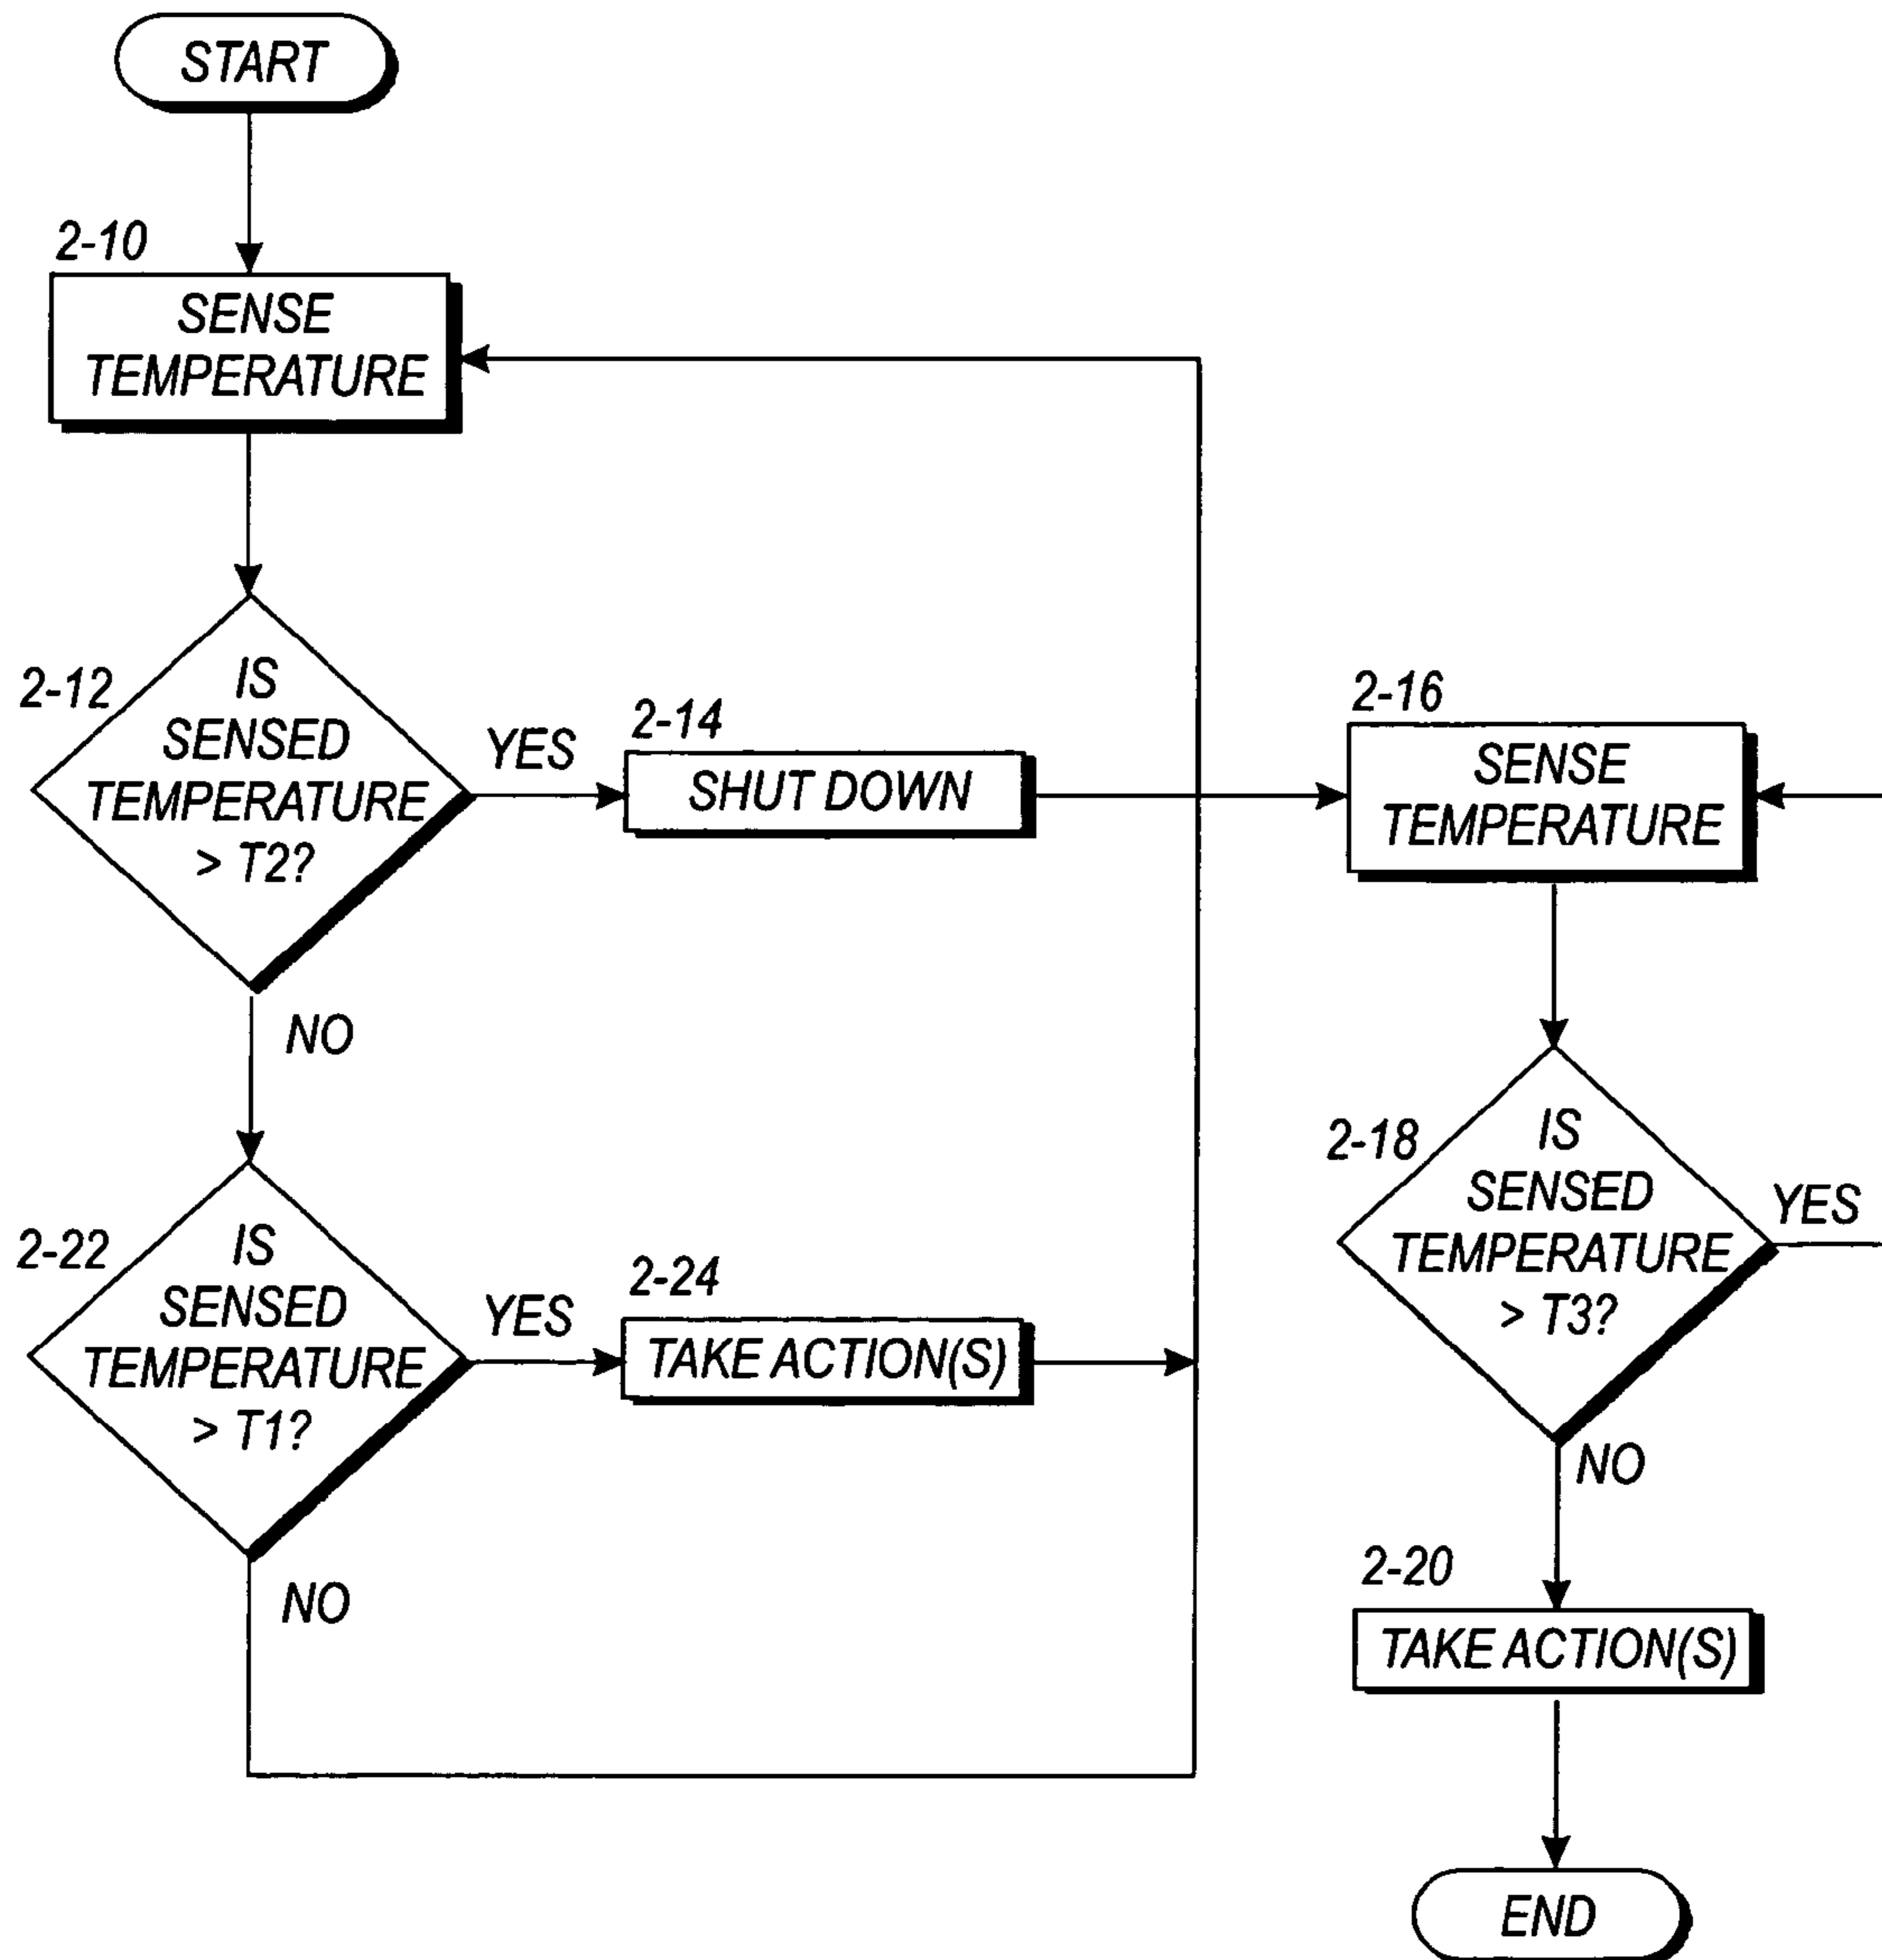 START
2-10
SENSE
TEMPERATURE
2-12
IS
SENSED
TEMPERATURE
> T2?
YES
2-14
SHUT DOWN
2-16
SENSE
TEMPERATURE
NO
2-18
IS
SENSED
TEMPERATURE
> T3?
YES
2-22
IS
SENSED
TEMPERATURE
> T1?
YES
2-24
TAKE ACTION(S)
NO
NO
2-20
TAKE ACTION(S)
END